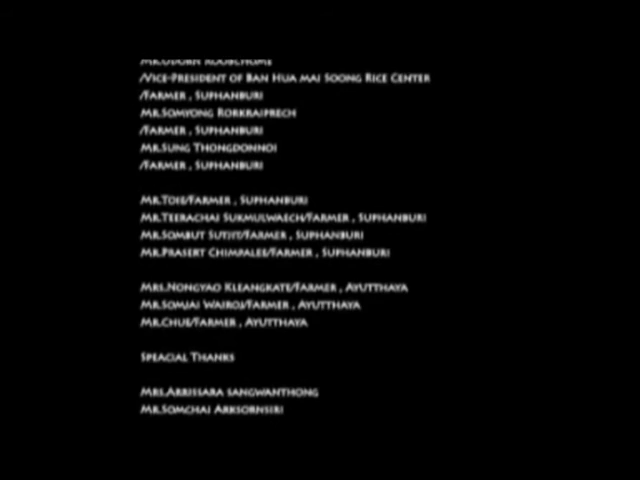 /Vice-President of Ban Hua mai Soong Rice Center
/Farmer , Suphanburi
Mr.Somyong Rorkraiprech
/Farmer , Suphanburi
Mr.Sung Thongdonnoi
/Farmer , Suphanburi
Mr.Toie/Farmer , Suphanburi
Mr.Teerachai Sukmulwaech/Farmer , Suphanburi
Mr.Sombut Sutjit/Farmer , Suphanburi
Mr.Prasert Chimpalee/Farmer , Suphanburi
Mrs.Nongyao Kleangkate/Farmer , Ayutthaya
Mr.Somjai Wairoj/Farmer , Ayutthaya
Mr.chue/Farmer , Ayutthaya
Speacial Thanks
Mrs.Arrissara sangwanthong
Mr.Somchai Arksornsiri